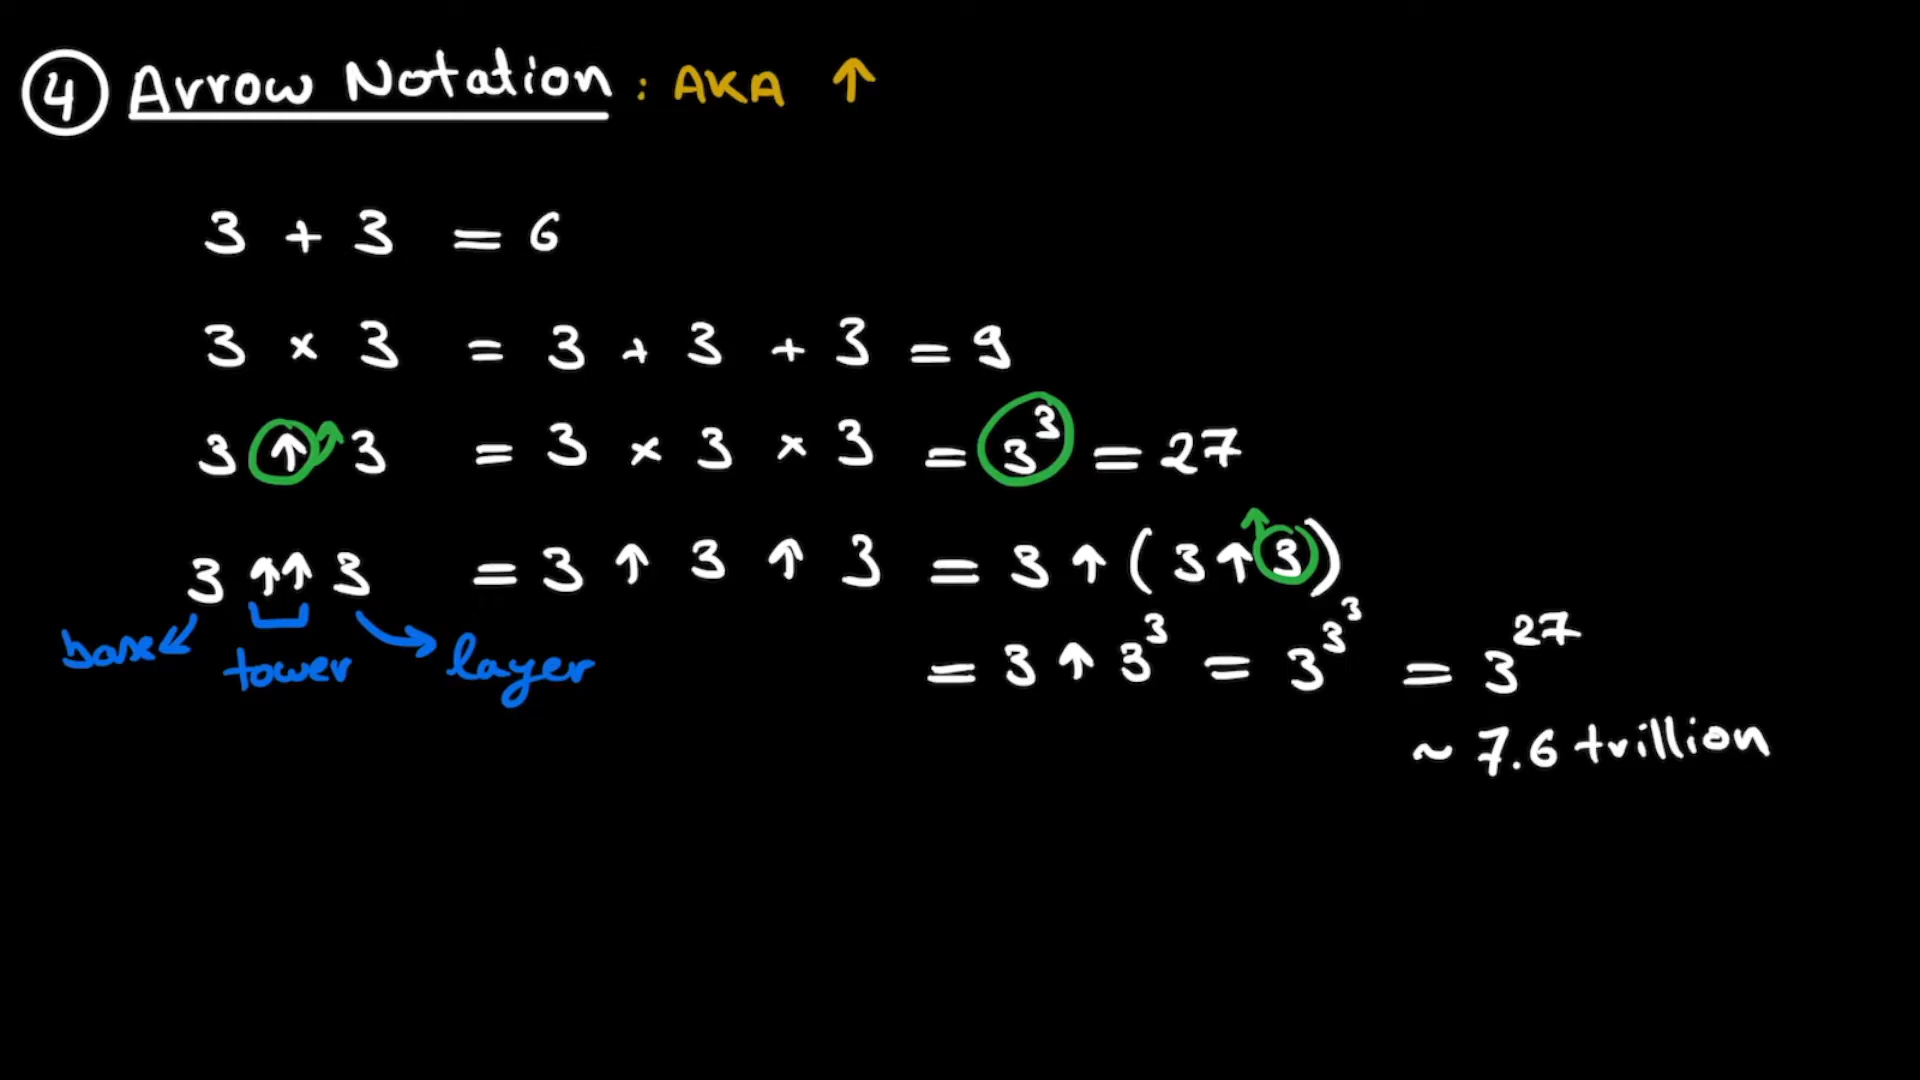 ④ Arrow Notation : AKA ↑
3 + 3 = 6
3 × 3 = 3 + 3 + 3 = 9
3 ↑ 3 = 3 × 3 × 3 = 3³ = 27
3 ↑↑ 3 = 3 ↑ 3 ↑ 3 = 3 ↑ (3 ↑ 3)
base tower layer
= 3 ↑ 3³ = 3^3^3 = 3²⁷
~ 7.6 trillion